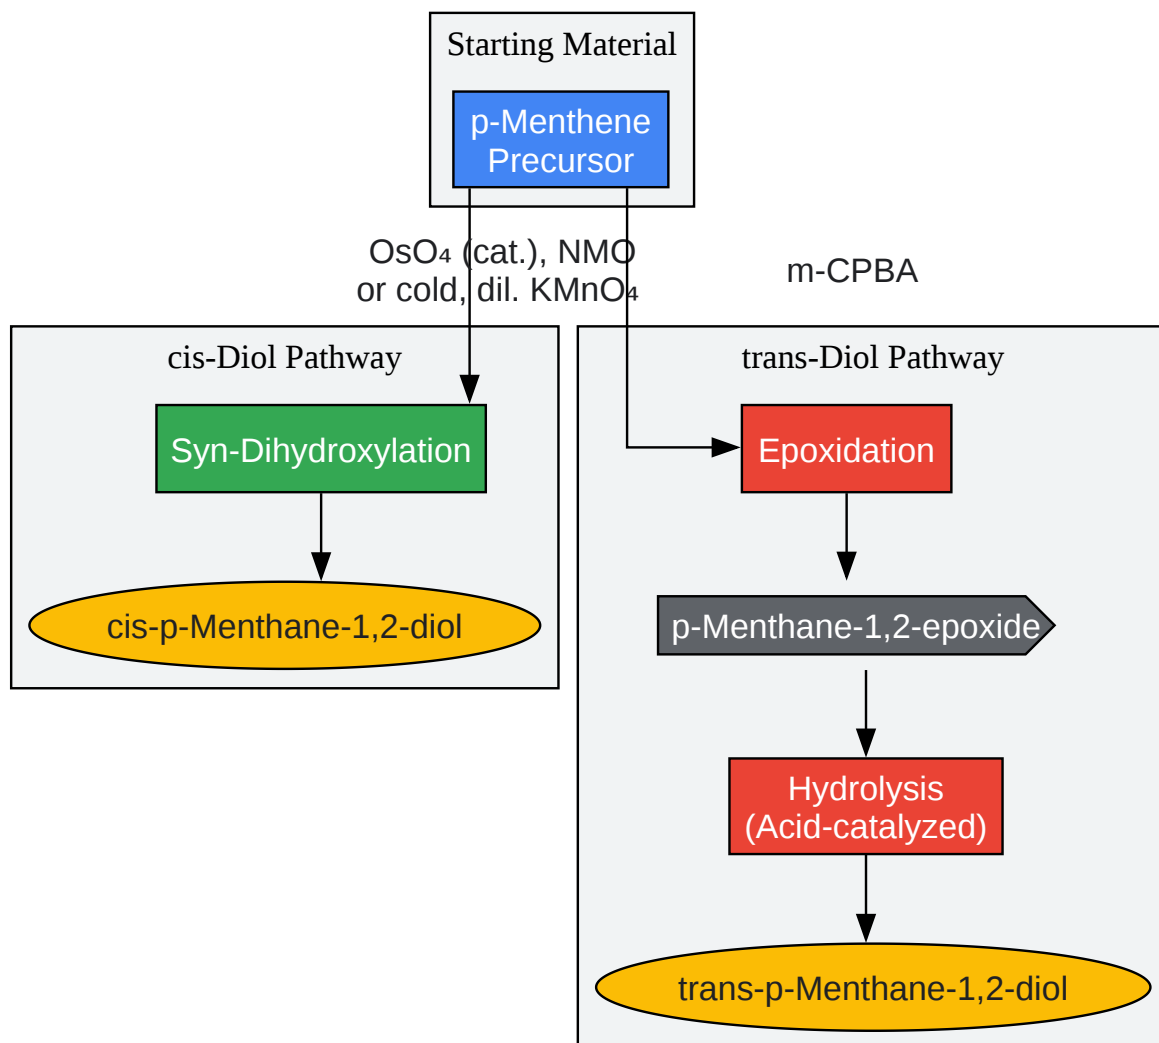 Starting Material
p-Menthene
Precursor
OsO₄ (cat.), NMO
or cold, dil. KMnO₄
m-CPBA
cis-Diol Pathway
Syn-Dihydroxylation
cis-p-Menthane-1,2-diol
trans-Diol Pathway
Epoxidation
p-Menthane-1,2-epoxide
Hydrolysis
(Acid-catalyzed)
trans-p-Menthane-1,2-diol